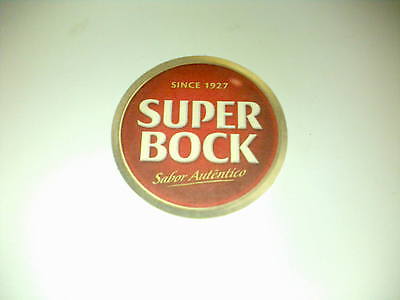 SINCE 1927
SUPER
BOCK
Sabor Autêntico